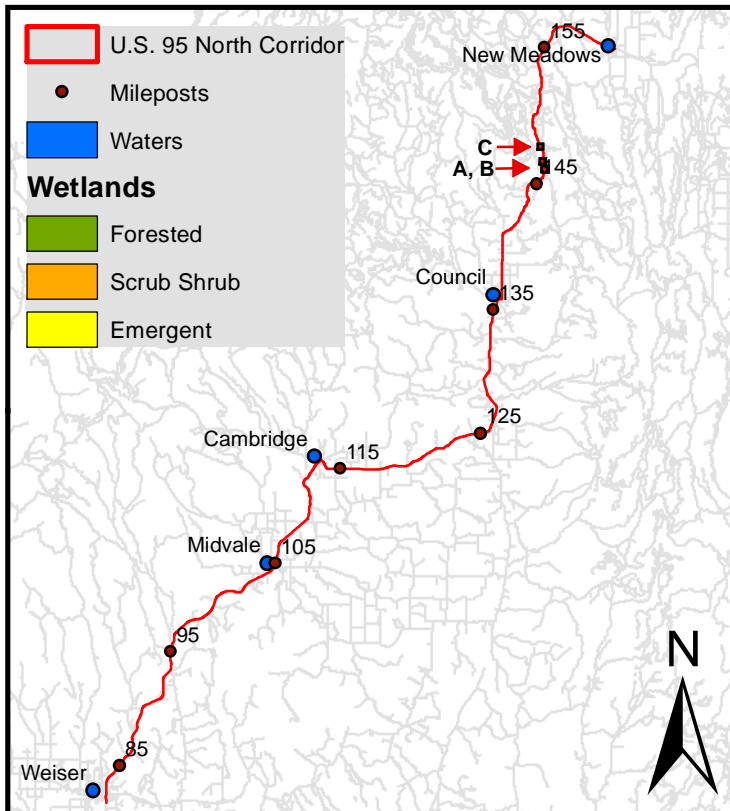 U.S. 95 North Corridor
Mileposts
Waters
Wetlands
Forested
Scrub Shrub
Emergent
155
New Meadows
C
A, B
145
Council
135
125
Cambridge
115
Midvale
105
95
N
85
Weiser